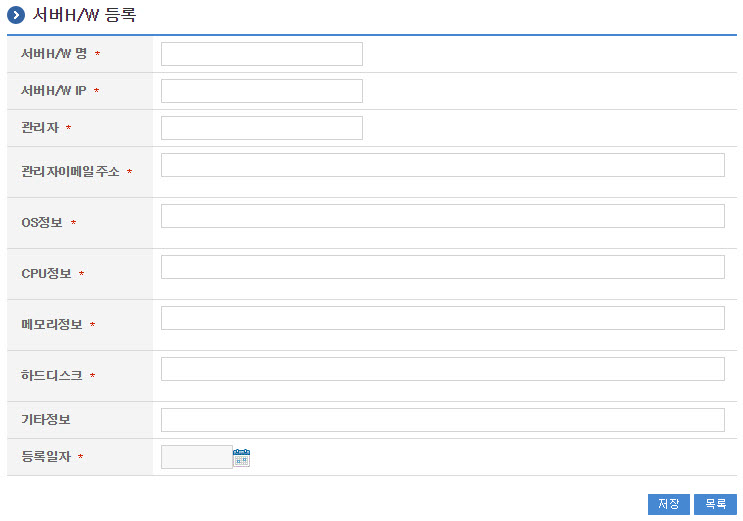 서버H/W 등록
서버H/W 명 *
서버H/W IP *
관리자 *
관리자이메일주소 *
OS정보 *
CPU정보 *
메모리정보 *
하드디스크 *
기타정보
등록일자 *
저장 목록